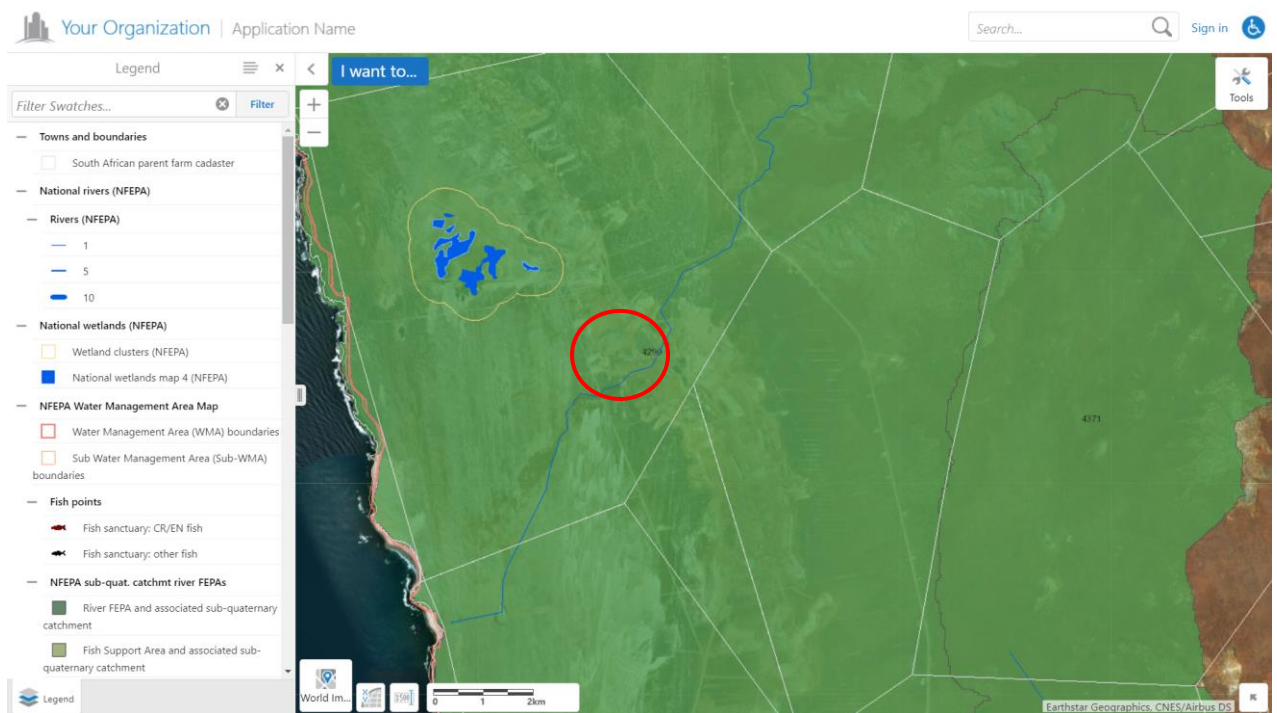 Your Organization | Application Name
Search...
Sign in
Legend
Filter Swatches...
Filter
Towns and boundaries
South African parent farm cadaster
National rivers (NFEPA)
Rivers (NFEPA)
1
5
10
National wetlands (NFEPA)
Wetland clusters (NFEPA)
National wetlands map 4 (NFEPA)
NFEPA Water Management Area Map
Water Management Area (WMA) boundaries
Sub Water Management Area (Sub-WMA)
boundaries
Fish points
Fish sanctuary: CR/EN fish
Fish sanctuary: other fish
NFEPA sub-quat. catchmt river FEPAs
River FEPA and associated sub-quaternary
catchment
Fish Support Area and associated sub-
quaternary catchment
Legend
I want to...
Tools
4371
World Im...
0 1 2km
Earthstar Geographics, CNES/Airbus DS